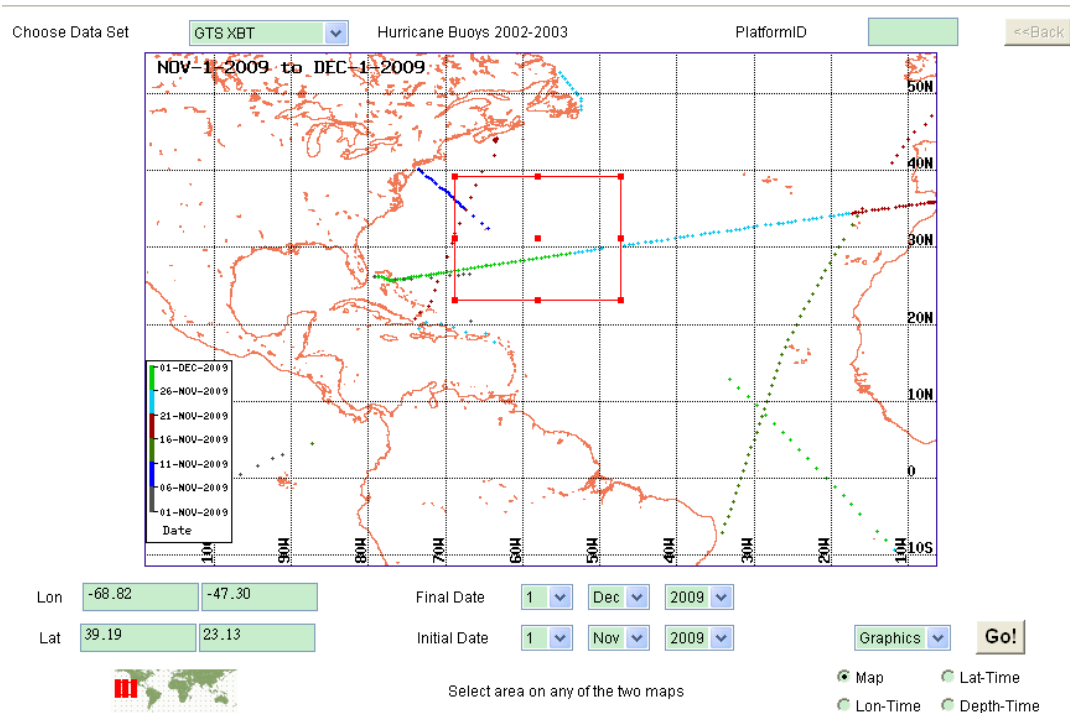 Choose Data Set GTS XBT Hurricane Buoys 2002-2003 PlatformID <<Back
NOV-1-2009 to DEC-1-2009
50N
40N
30N
20N
01-DEC-2009
26-NOV-2009
21-NOV-2009
10N
16-NOV-2009
11-NOV-2009
0
06-NOV-2009
01-NOV-2009
Date
90W 80W 70W 60W 50W 40W 30W 20W 10W 10S
Lon -68.82 -47.30 Final Date 1 Dec 2009
Lat 39.19 23.13 Initial Date 1 Nov 2009 Graphics Go!
Select area on any of the two maps
Map Lat-Time
Lon-Time Depth-Time